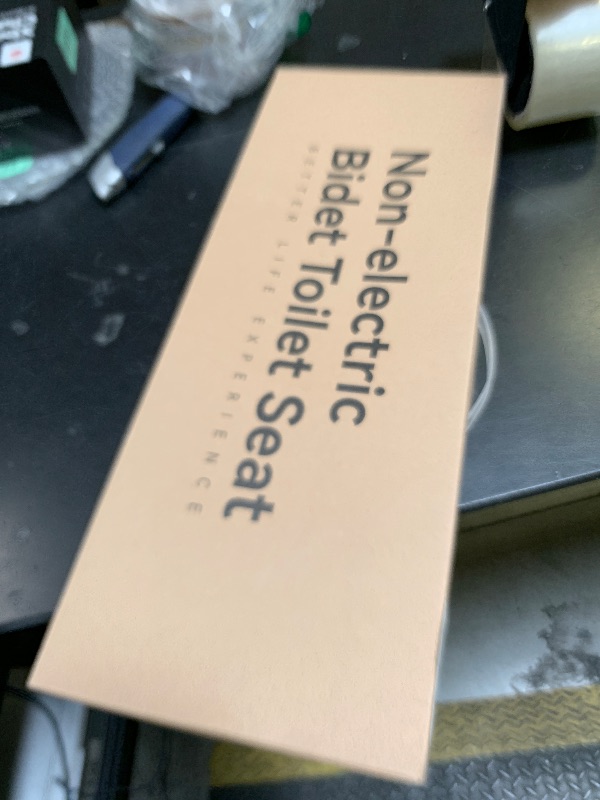 Non-electric
Bidet Toilet Seat
BETTER LIFE EXPERIENCE